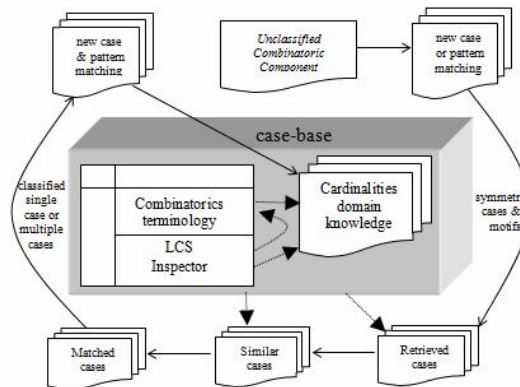 new case
& pattern
matching
Unclassified
Combinatoric
Component
new case
or pattern
matching
case-base
classified
single
case or
multiple
cases
Combinatorics
terminology
LCS
Inspector
Cardinalities
domain
knowledge
symmetric
cases &
motifs
Matched
cases
Similar
cases
Retrieved
cases